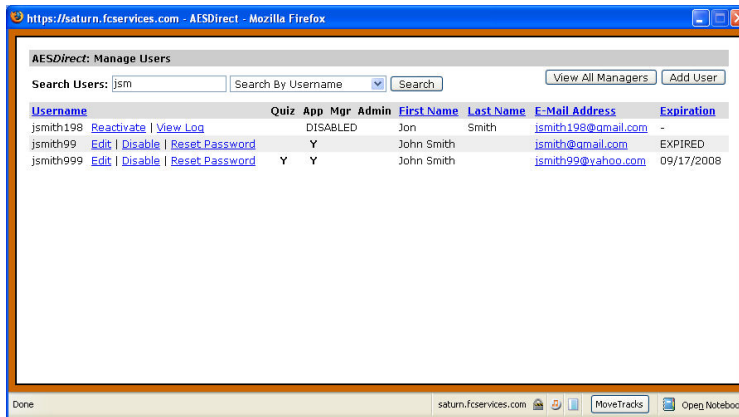 https://saturn.fcservices.com - AESDirect - Mozilla Firefox
AESDirect: Manage Users
Search Users: jsm Search By Username Search View All Managers Add User
Username Quiz App Mgr Admin First Name Last Name E-Mail Address Expiration
jsmith198 Reactivate | View Log DISABLED Jon Smith jsmith198@gmail.com -
jsmith99 Edit | Disable | Reset Password Y John Smith jsmith@gmail.com EXPIRED
jsmith999 Edit | Disable | Reset Password Y Y John Smith jsmith99@yahoo.com 09/17/2008
Done saturn.fcservices.com MoveTracks Open Notebook